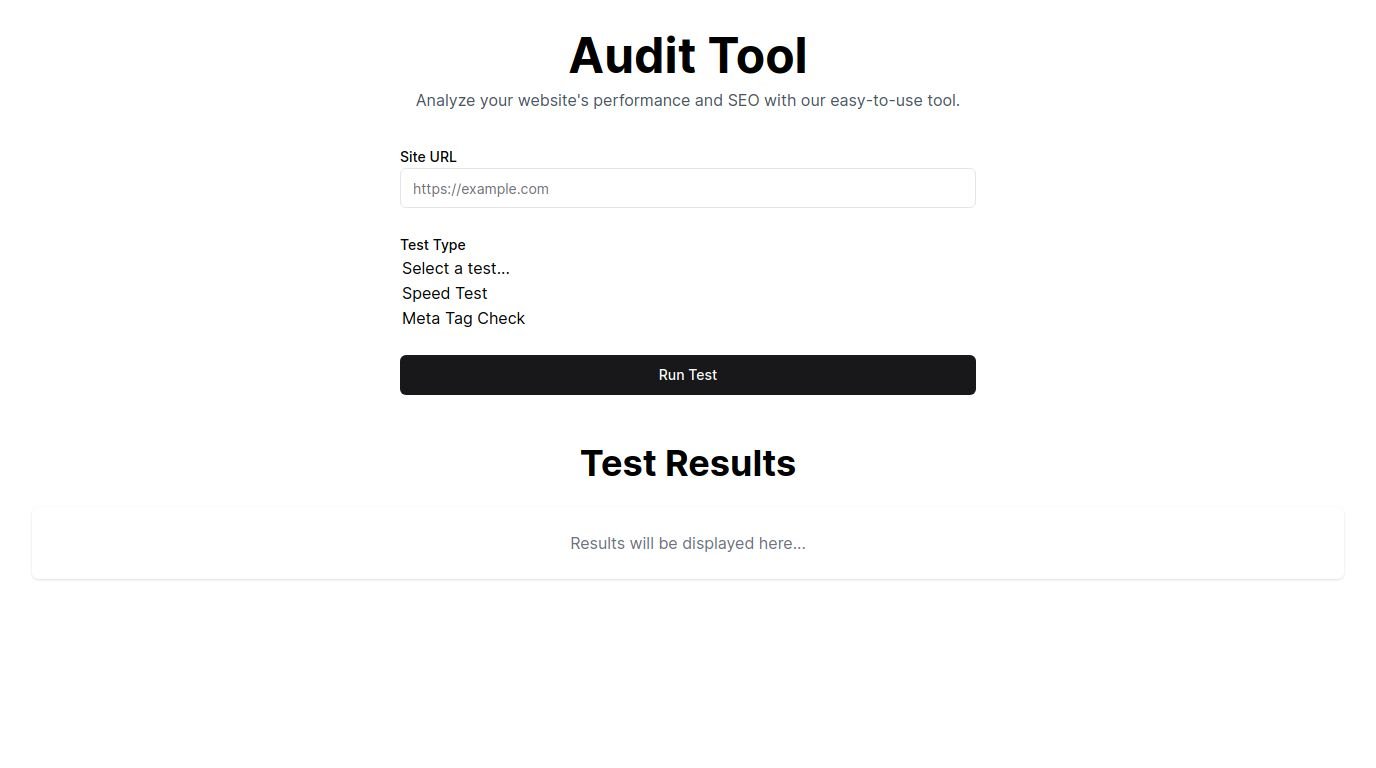 Audit Tool
Analyze your website's performance and SEO with our easy-to-use tool.
Site URL
https://example.com
Test Type
Select a test...
Speed Test
Meta Tag Check
Run Test
Test Results
Results will be displayed here...